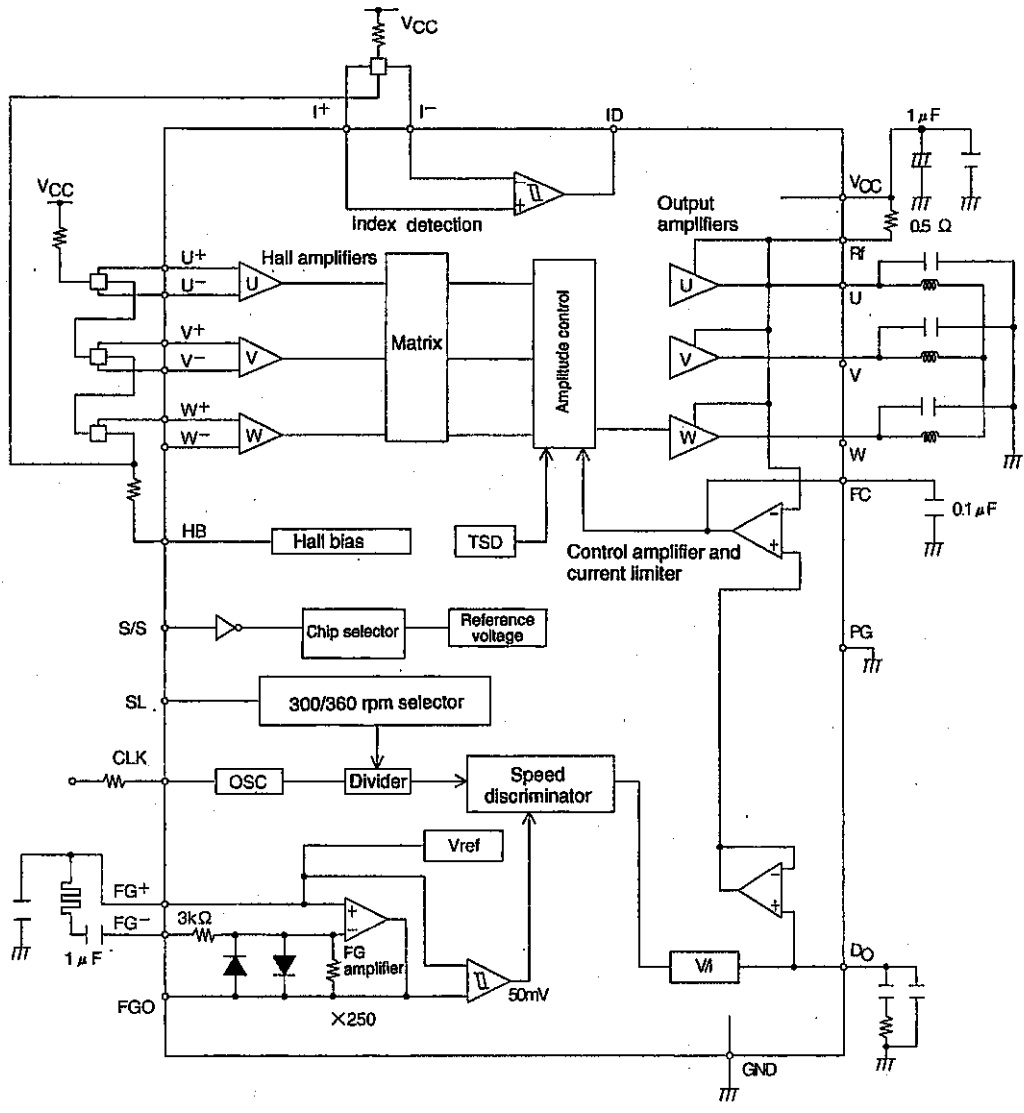 VCC
I+
I−
ID
1 μF
VCC
VCC
Index detection
Output
amplifiers
0.5 Ω
Rf
U+
U−
Hall amplifiers
U
U
U
V+
V−
V
Matrix
Amplitude control
V
V
W+
W−
W
W
W
FC
0.1 μF
HB
Hall bias
TSD
Control amplifier and
current limiter
−
+
S/S
Chip selector
Reference
voltage
PG
SL
300/360 rpm selector
CLK
OSC
Divider
Speed
discriminator
Vref
−
+
FG+
FG−
3kΩ
+
−
FG
amplifier
1 μF
V/I
DO
FGO
×250
50mV
GND
−
+